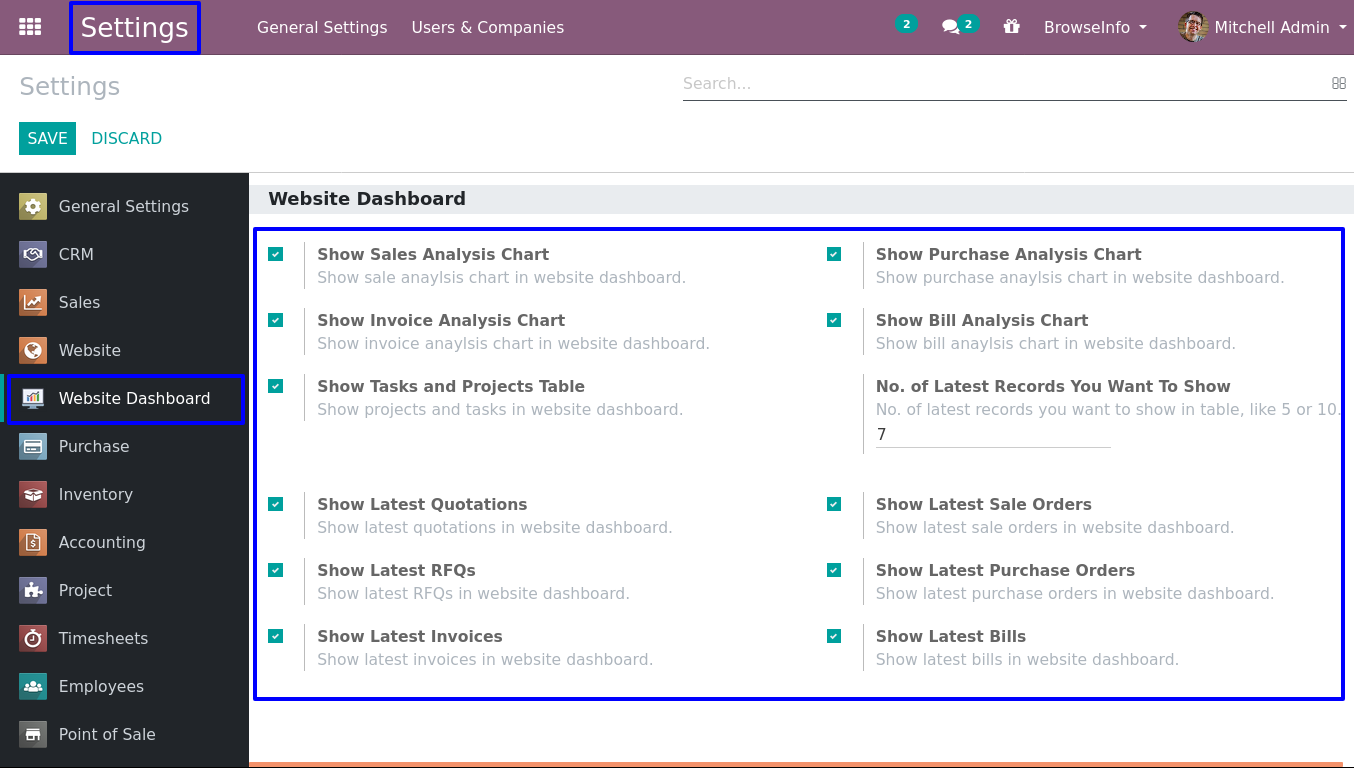 Settings General Settings Users & Companies 2 2 BrowseInfo Mitchell Admin
Settings Search...
SAVE DISCARD
General Settings
CRM
Sales
Website
Website Dashboard
Purchase
Inventory
Accounting
Project
Timesheets
Employees
Point of Sale
Website Dashboard
Show Sales Analysis Chart
Show sale anaylsis chart in website dashboard.
Show Purchase Analysis Chart
Show purchase anaylsis chart in website dashboard.
Show Invoice Analysis Chart
Show invoice anaylsis chart in website dashboard.
Show Bill Analysis Chart
Show bill anaylsis chart in website dashboard.
Show Tasks and Projects Table
Show projects and tasks in website dashboard.
No. of Latest Records You Want To Show
No. of latest records you want to show in table, like 5 or 10.
7
Show Latest Quotations
Show latest quotations in website dashboard.
Show Latest Sale Orders
Show latest sale orders in website dashboard.
Show Latest RFQs
Show latest RFQs in website dashboard.
Show Latest Purchase Orders
Show latest purchase orders in website dashboard.
Show Latest Invoices
Show latest invoices in website dashboard.
Show Latest Bills
Show latest bills in website dashboard.